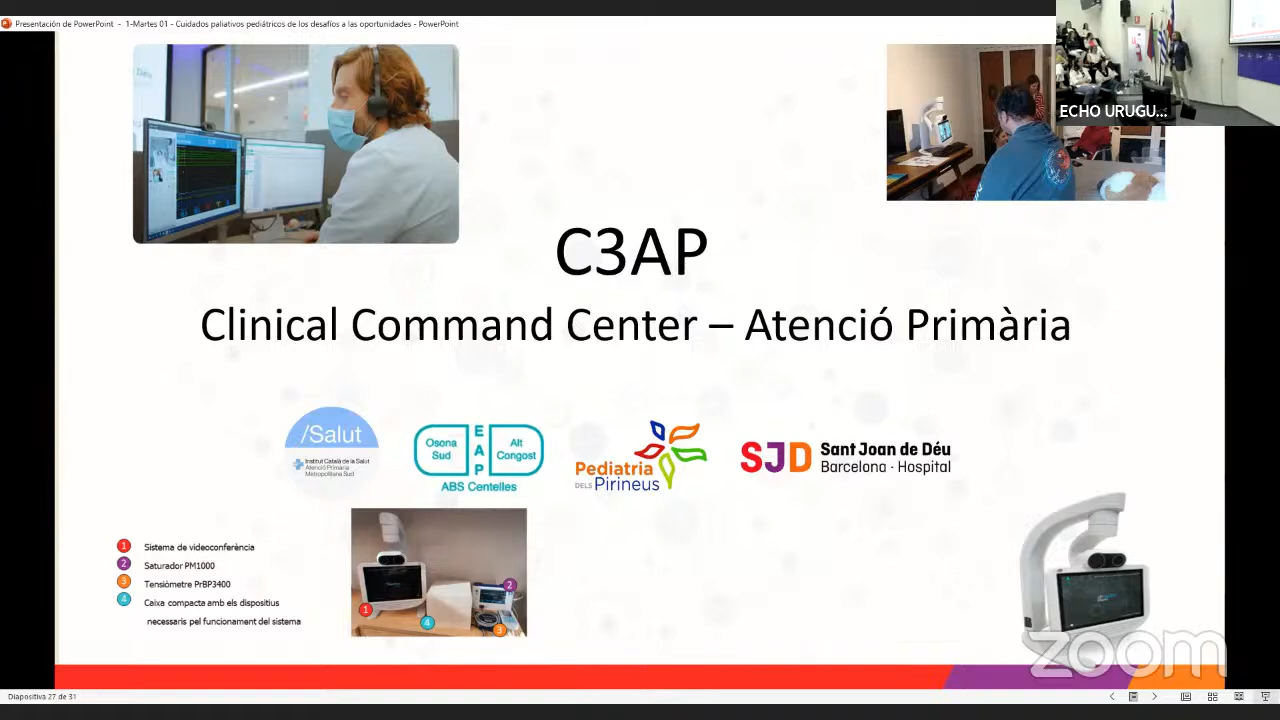 Presentación de PowerPoint - 1-Martes 01 - Cuidados paliativos pediátricos de los desafíos a las oportunidades - PowerPoint
ECHO URUGU...
C3AP
Clinical Command Center – Atenció Primària
/Salut
Institut Català de la Salut
Atenció Primària
Metropolitana Sud
Osona
Sud
EAP
Alt
Congost
ABS Centelles
Pediatria
DELS Pirineus
SJD Sant Joan de Déu
Barcelona · Hospital
1 Sistema de videoconferència
2 Saturador PM1000
3 Tensiòmetre PrBP3400
4 Caixa compacta amb els dispositius
necessaris pel funcionament del sistema
1
2
3
4
zoom
Diapositiva 27 de 31